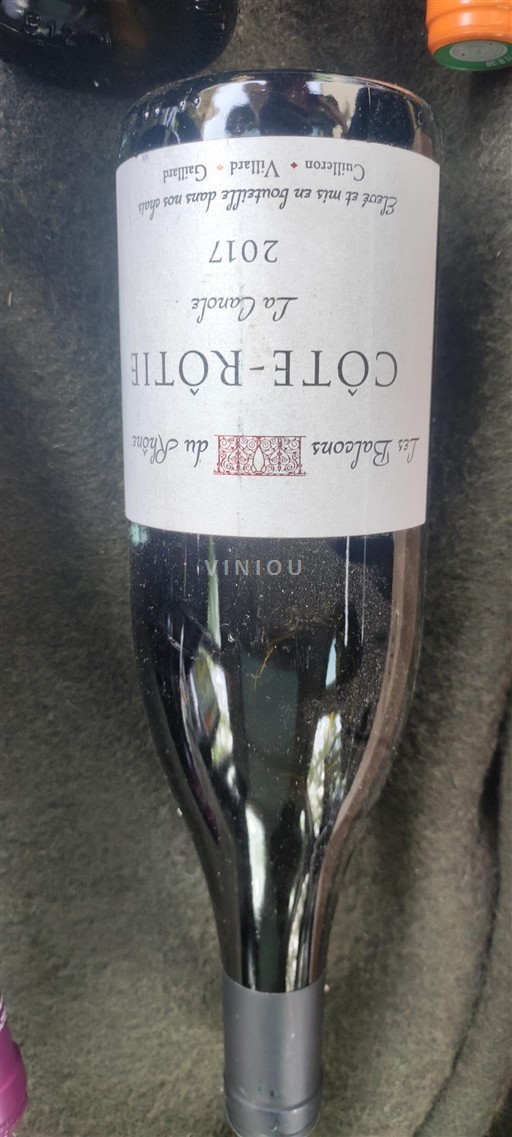 Les Balcons du Rhône
CÔTE-RÔTIE
La Canole
2017
Elevé et mis en bouteille dans nos chais
Cuilleron ♦ Villard ♦ Gaillard
VINIOU